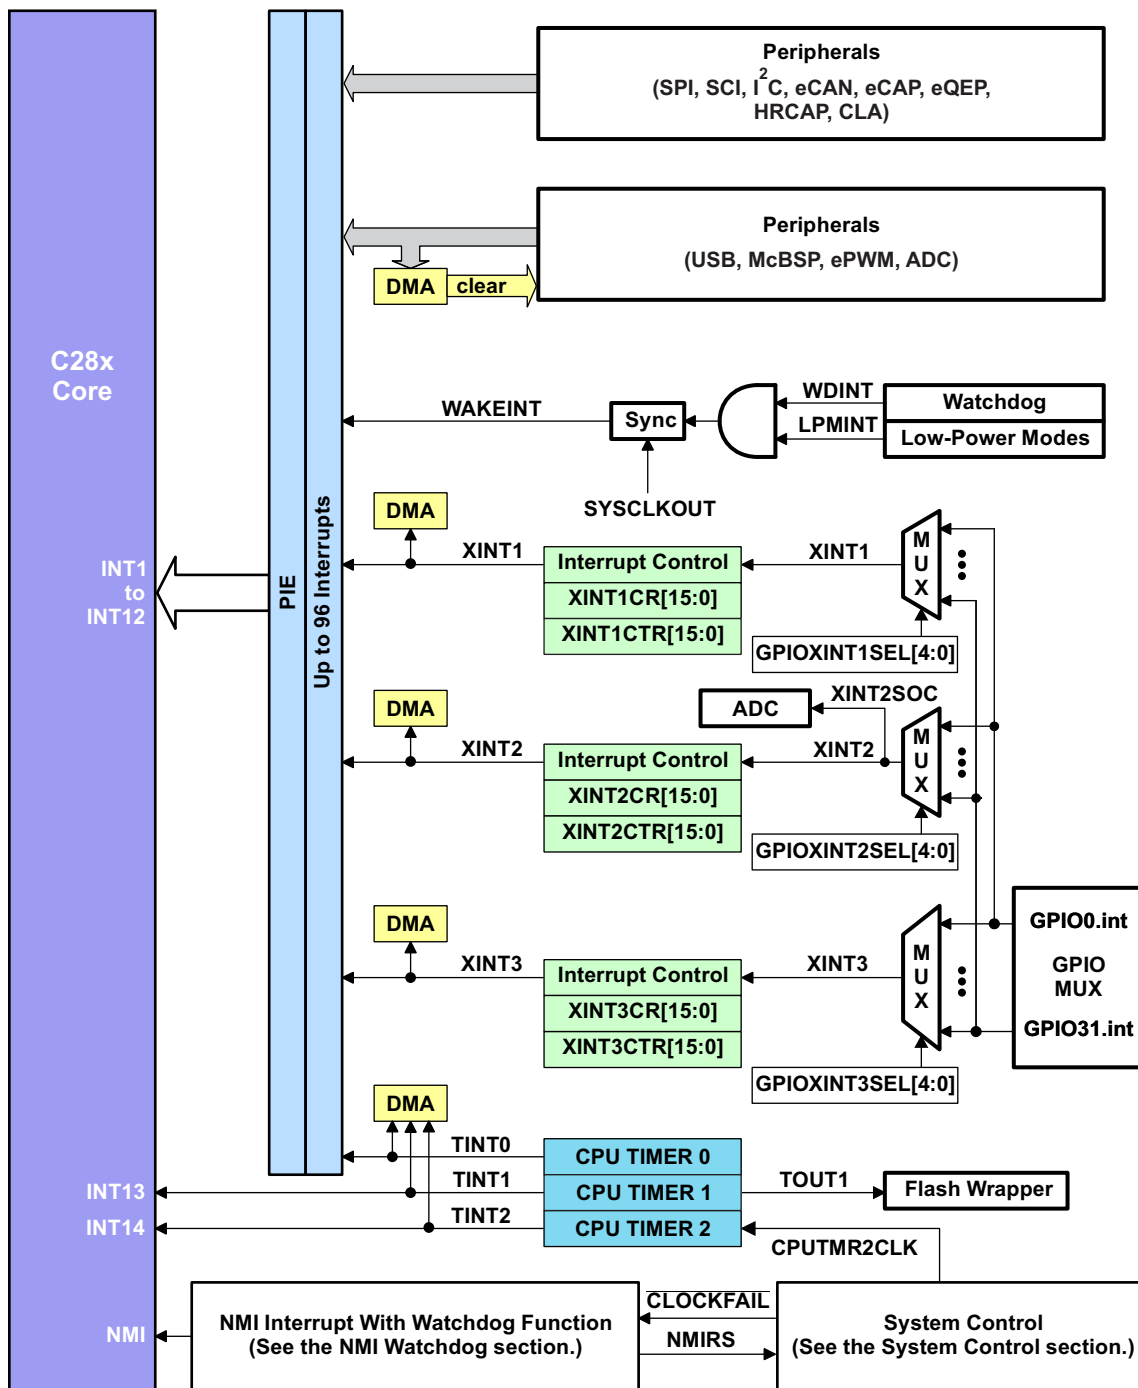 Peripherals
(SPI, SCI, I²C, eCAN, eCAP, eQEP,
HRCAP, CLA)
Peripherals
(USB, McBSP, ePWM, ADC)
DMA
clear
C28x
Core
WDINT
Watchdog
WAKEINT
Sync
LPMINT
Low-Power Modes
SYSCLKOUT
DMA
XINT1
Interrupt Control
XINT1
MUX
XINT1CR[15:0]
XINT1CTR[15:0]
GPIOXINT1SEL[4:0]
INT1
to
INT12
PIE
Up to 96 Interrupts
DMA
ADC
XINT2SOC
XINT2
Interrupt Control
XINT2
MUX
XINT2CR[15:0]
XINT2CTR[15:0]
GPIOXINT2SEL[4:0]
DMA
XINT3
Interrupt Control
XINT3
MUX
XINT3CR[15:0]
XINT3CTR[15:0]
GPIOXINT3SEL[4:0]
GPIO0.int
GPIO
MUX
GPIO31.int
DMA
TINT0
CPU TIMER 0
INT13
TINT1
CPU TIMER 1
TOUT1
Flash Wrapper
INT14
TINT2
CPU TIMER 2
CPUTMR2CLK
NMI
NMI Interrupt With Watchdog Function
(See the NMI Watchdog section.)
CLOCKFAIL
NMIRS
System Control
(See the System Control section.)